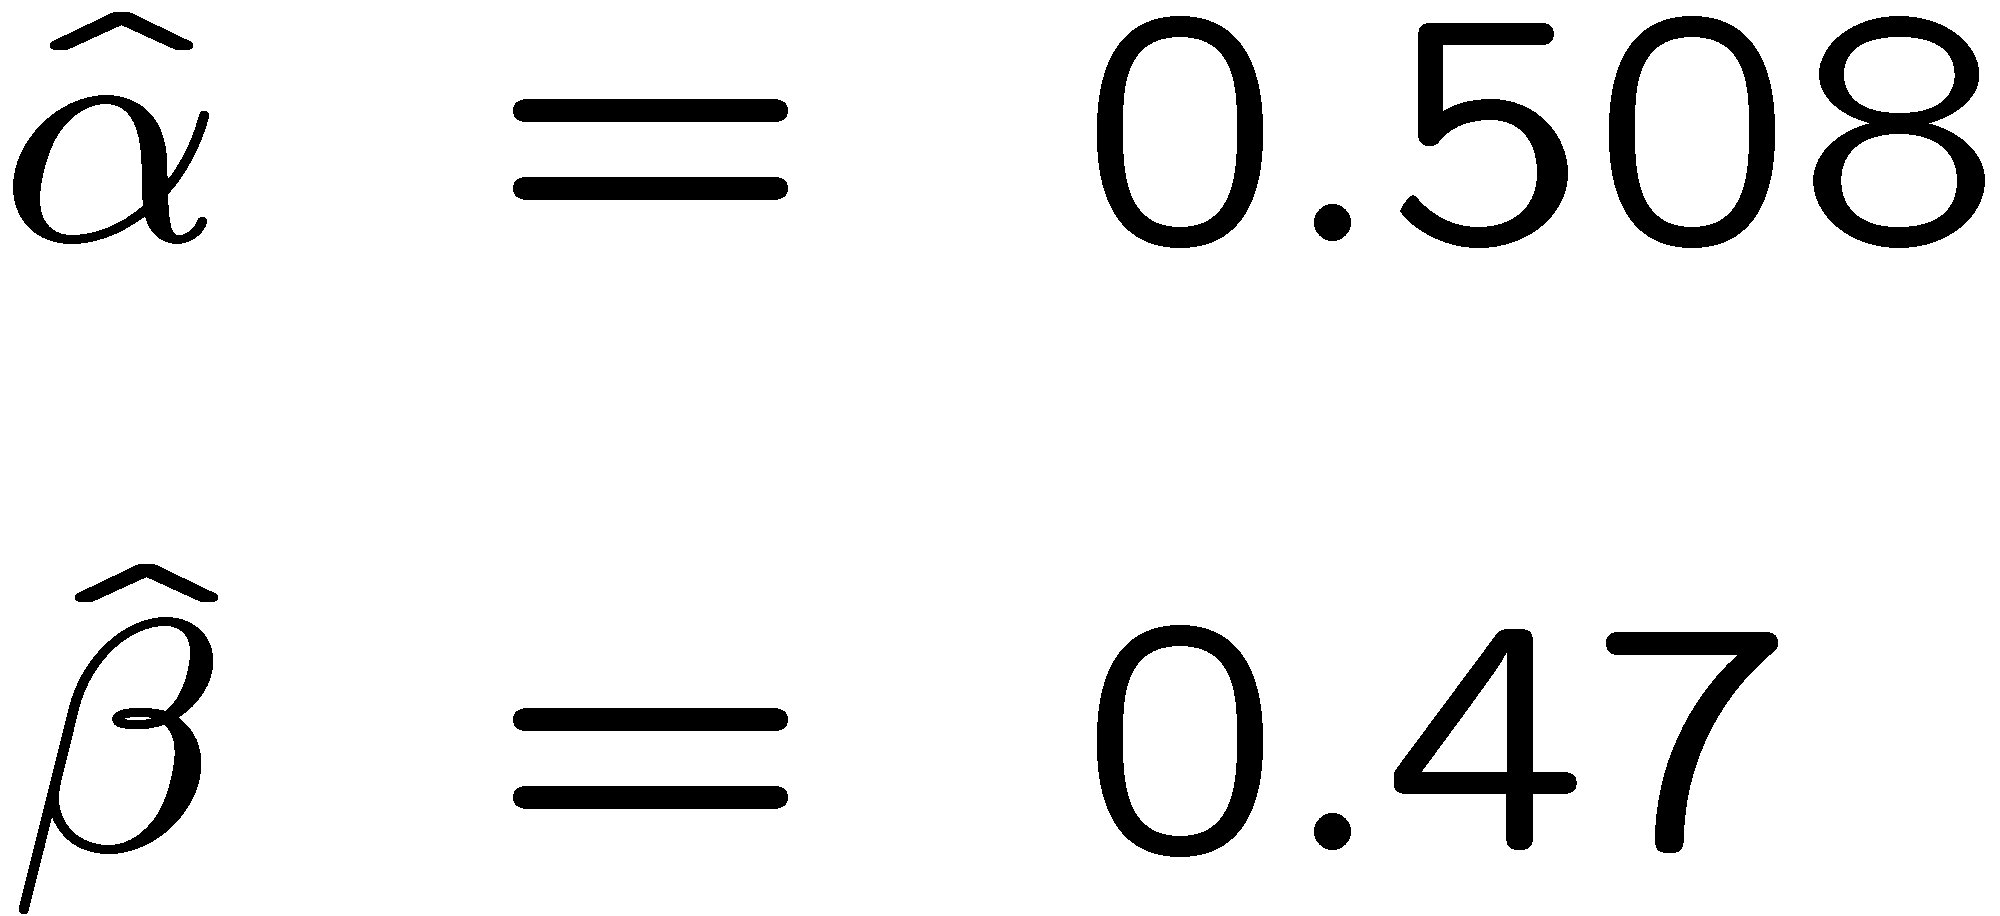 α̂ = 0.508
β̂ = 0.47